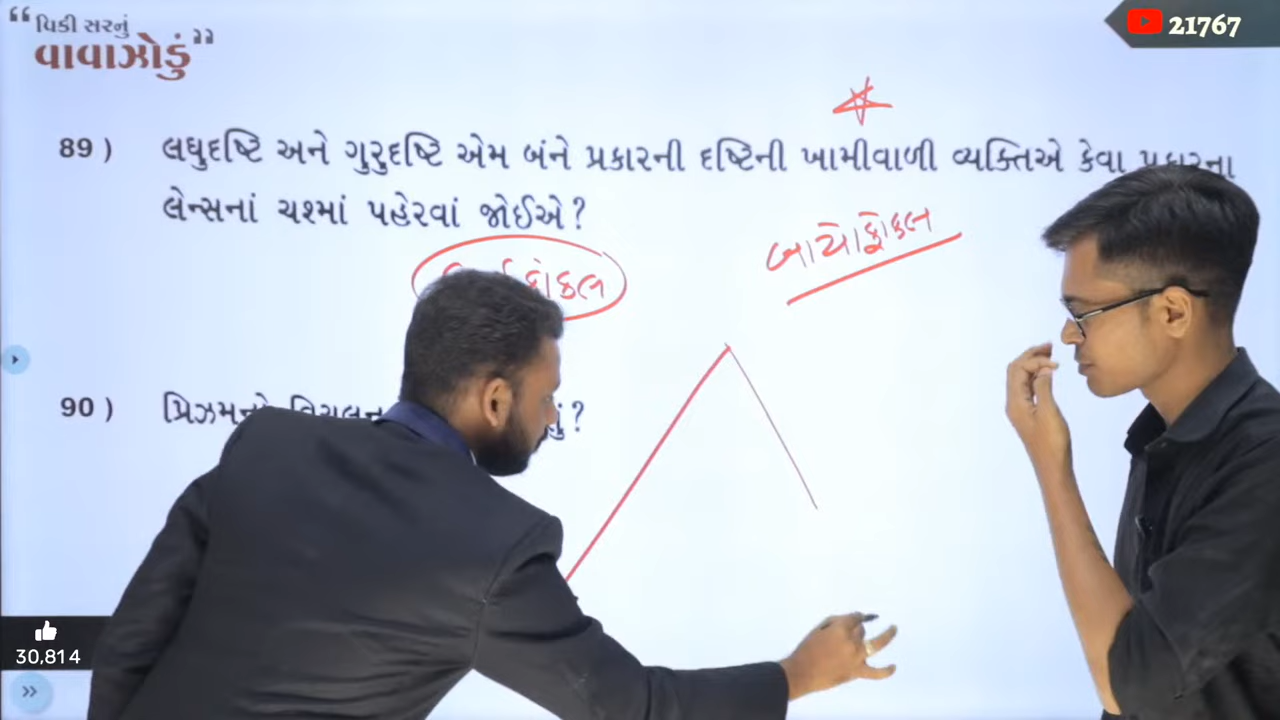 “ વિકી સરનું
વાવાઝોડું ”
21767
89 ) લઘુદષ્ટિ અને ગુરુદષ્ટિ એમ બંને પ્રકારની દષ્ટિની ખામીવાળી વ્યક્તિએ કેવા પ્રકારના
લેન્સનાં ચશ્માં પહેરવાં જોઈએ?
બાયોફોકલ
90 )
30,814